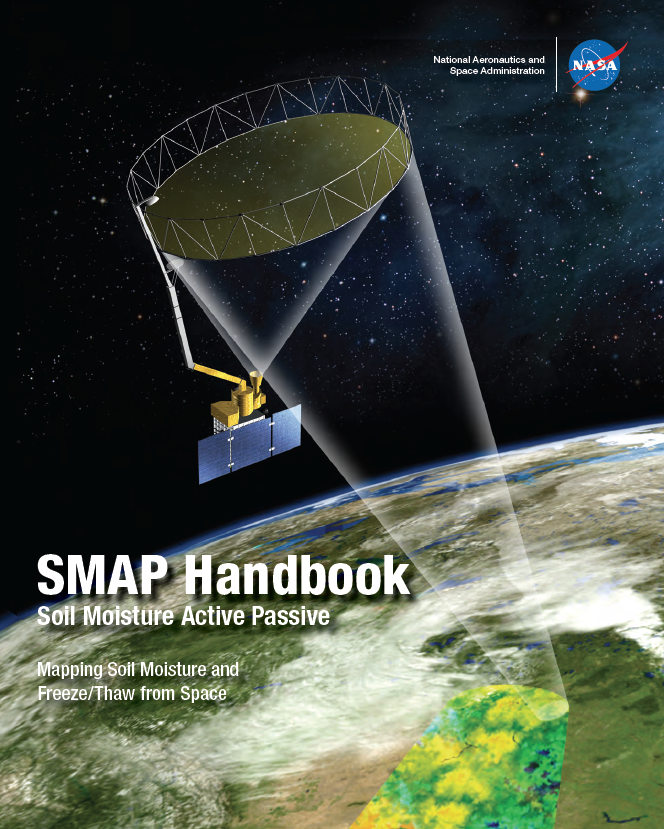 National Aeronautics and
Space Administration
NASA
SMAP Handbook
Soil Moisture Active Passive
Mapping Soil Moisture and
Freeze/Thaw from Space